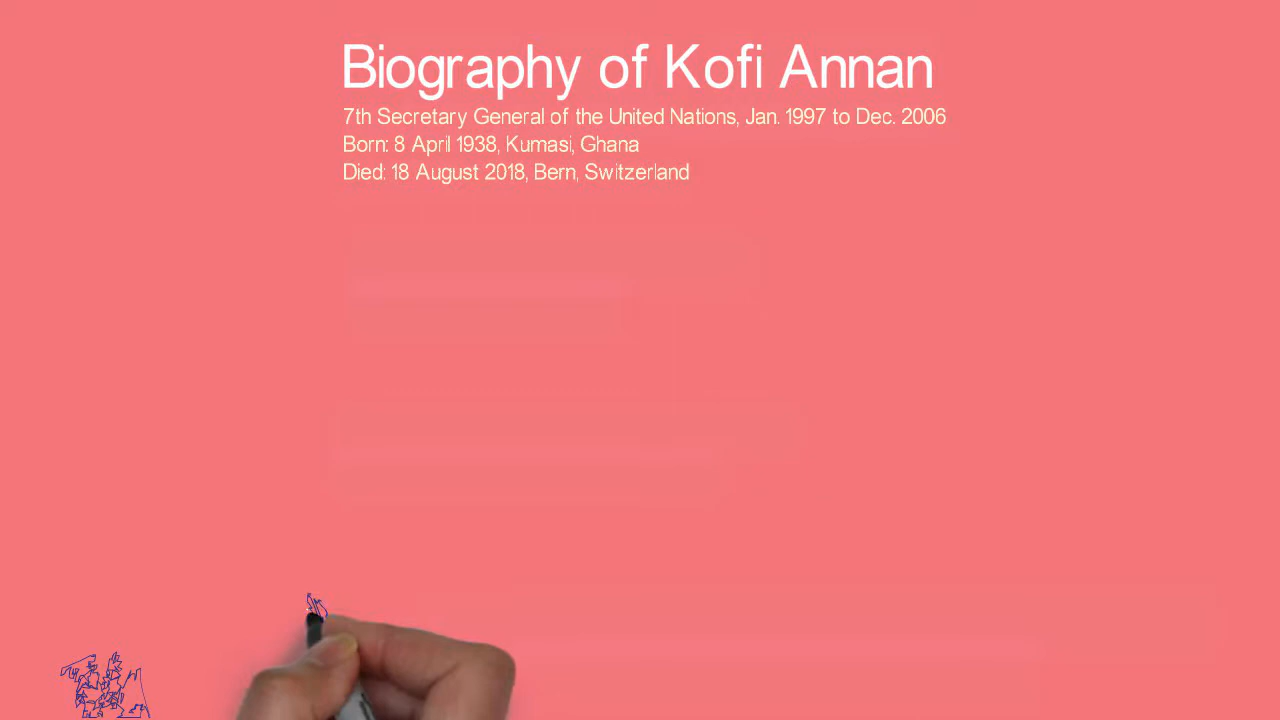 Biography of Kofi Annan
7th Secretary General of the United Nations, Jan. 1997 to Dec. 2006
Born: 8 April 1938, Kumasi, Ghana
Died: 18 August 2018, Bern, Switzerland